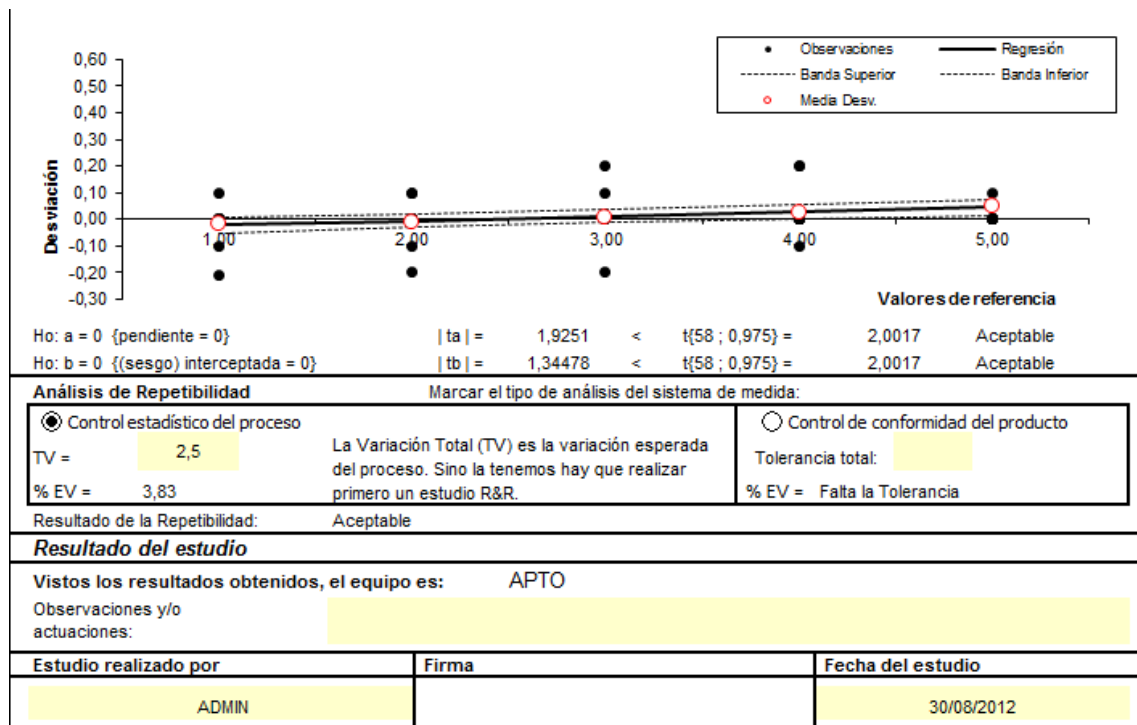 Observaciones
Regresión
Banda Superior
Banda Inferior
Media Desv.
Desviación
0,60
0,50
0,40
0,30
0,20
0,10
0,00
-0,10
-0,20
-0,30
1,00
2,00
3,00
4,00
5,00
Valores de referencia
Ho: a = 0 {pendiente = 0} | ta | = 1,9251 < t{58 ; 0,975} = 2,0017 Aceptable
Ho: b = 0 {(sesgo) interceptada = 0} | tb | = 1,34478 < t{58 ; 0,975} = 2,0017 Aceptable
Análisis de Repetibilidad Marcar el tipo de análisis del sistema de medida:
Control estadístico del proceso
TV = 2,5
% EV = 3,83
La Variación Total (TV) es la variación esperada
del proceso. Sino la tenemos hay que realizar
primero un estudio R&R.
Control de conformidad del producto
Tolerancia total:
% EV = Falta la Tolerancia
Resultado de la Repetibilidad: Aceptable
Resultado del estudio
Vistos los resultados obtenidos, el equipo es: APTO
Observaciones y/o
actuaciones:
Estudio realizado por Firma Fecha del estudio
ADMIN 30/08/2012